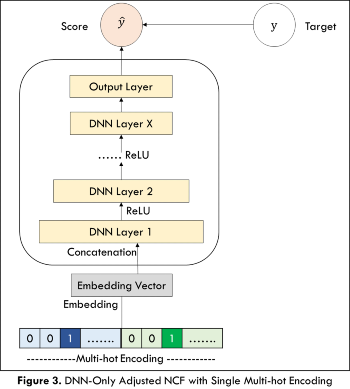 Score ŷ y Target
Output Layer
DNN Layer X
...... ReLU
DNN Layer 2
ReLU
DNN Layer 1
Concatenation
Embedding Vector
Embedding
0 0 1 ....... 0 0 1 .......
-----------Multi-hot Encoding-----------
Figure 3. DNN-Only Adjusted NCF with Single Multi-hot Encoding